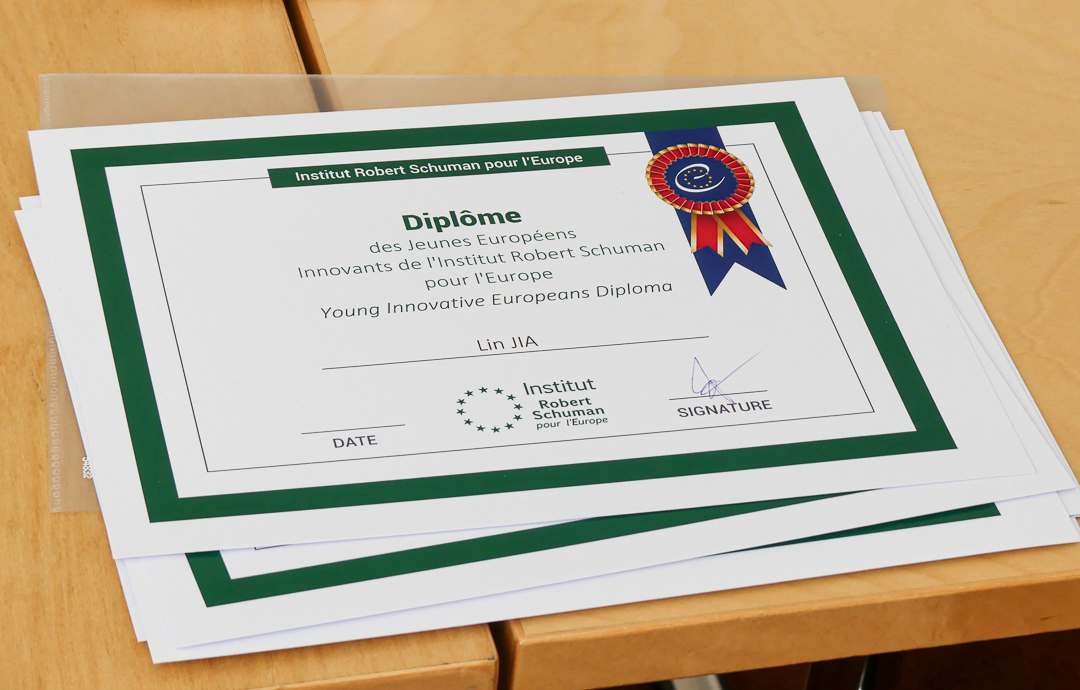 Institut Robert Schuman pour l'Europe
Diplôme
des Jeunes Européens
Innovants de l'Institut Robert Schuman
pour l'Europe
Young Innovative Europeans Diploma
Lin JIA
Institut
Robert
Schuman
pour l'Europe
DATE
SIGNATURE